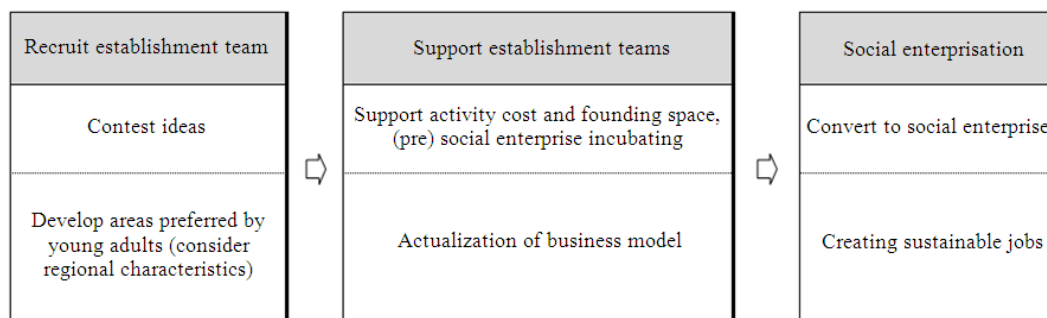 Recruit establishment team
Contest ideas
Develop areas preferred by
young adults (consider
regional characteristics)
Support establishment teams
Support activity cost and founding space,
(pre) social enterprise incubating
Actualization of business model
Social enterprisation
Convert to social enterprise
Creating sustainable jobs